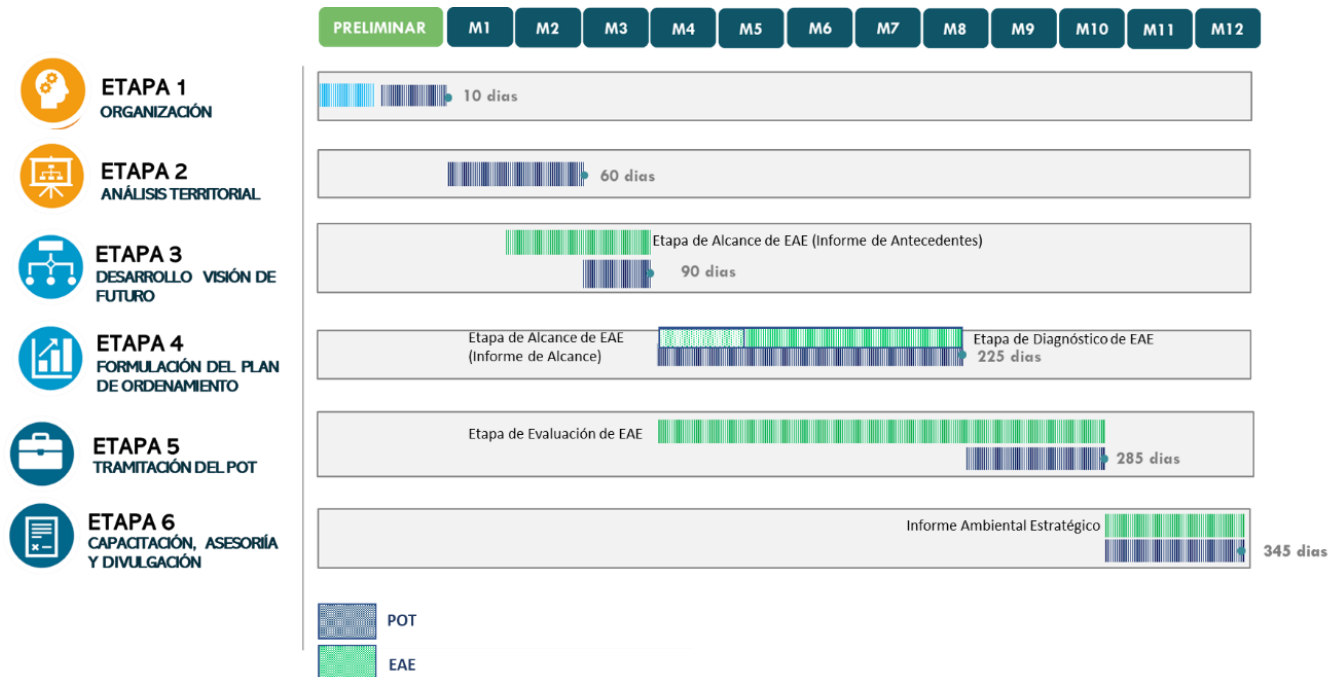 PRELIMINAR M1 M2 M3 M4 M5 M6 M7 M8 M9 M10 M11 M12
ETAPA 1
ORGANIZACIÓN
10 dias
ETAPA 2
ANÁLISIS TERRITORIAL
60 dias
ETAPA 3
DESARROLLO VISIÓN DE
FUTURO
Etapa de Alcance de EAE (Informe de Antecedentes)
90 dias
ETAPA 4
FORMULACIÓN DEL PLAN
DE ORDENAMIENTO
Etapa de Alcance de EAE
(Informe de Alcance)
Etapa de Diagnóstico de EAE
225 dias
ETAPA 5
TRAMITACIÓN DEL POT
Etapa de Evaluación de EAE
285 dias
ETAPA 6
CAPACITACIÓN, ASESORÍIA
Y DIVULGACIÓN
Informe Ambiental Estratégico
345 dias
POT
EAE